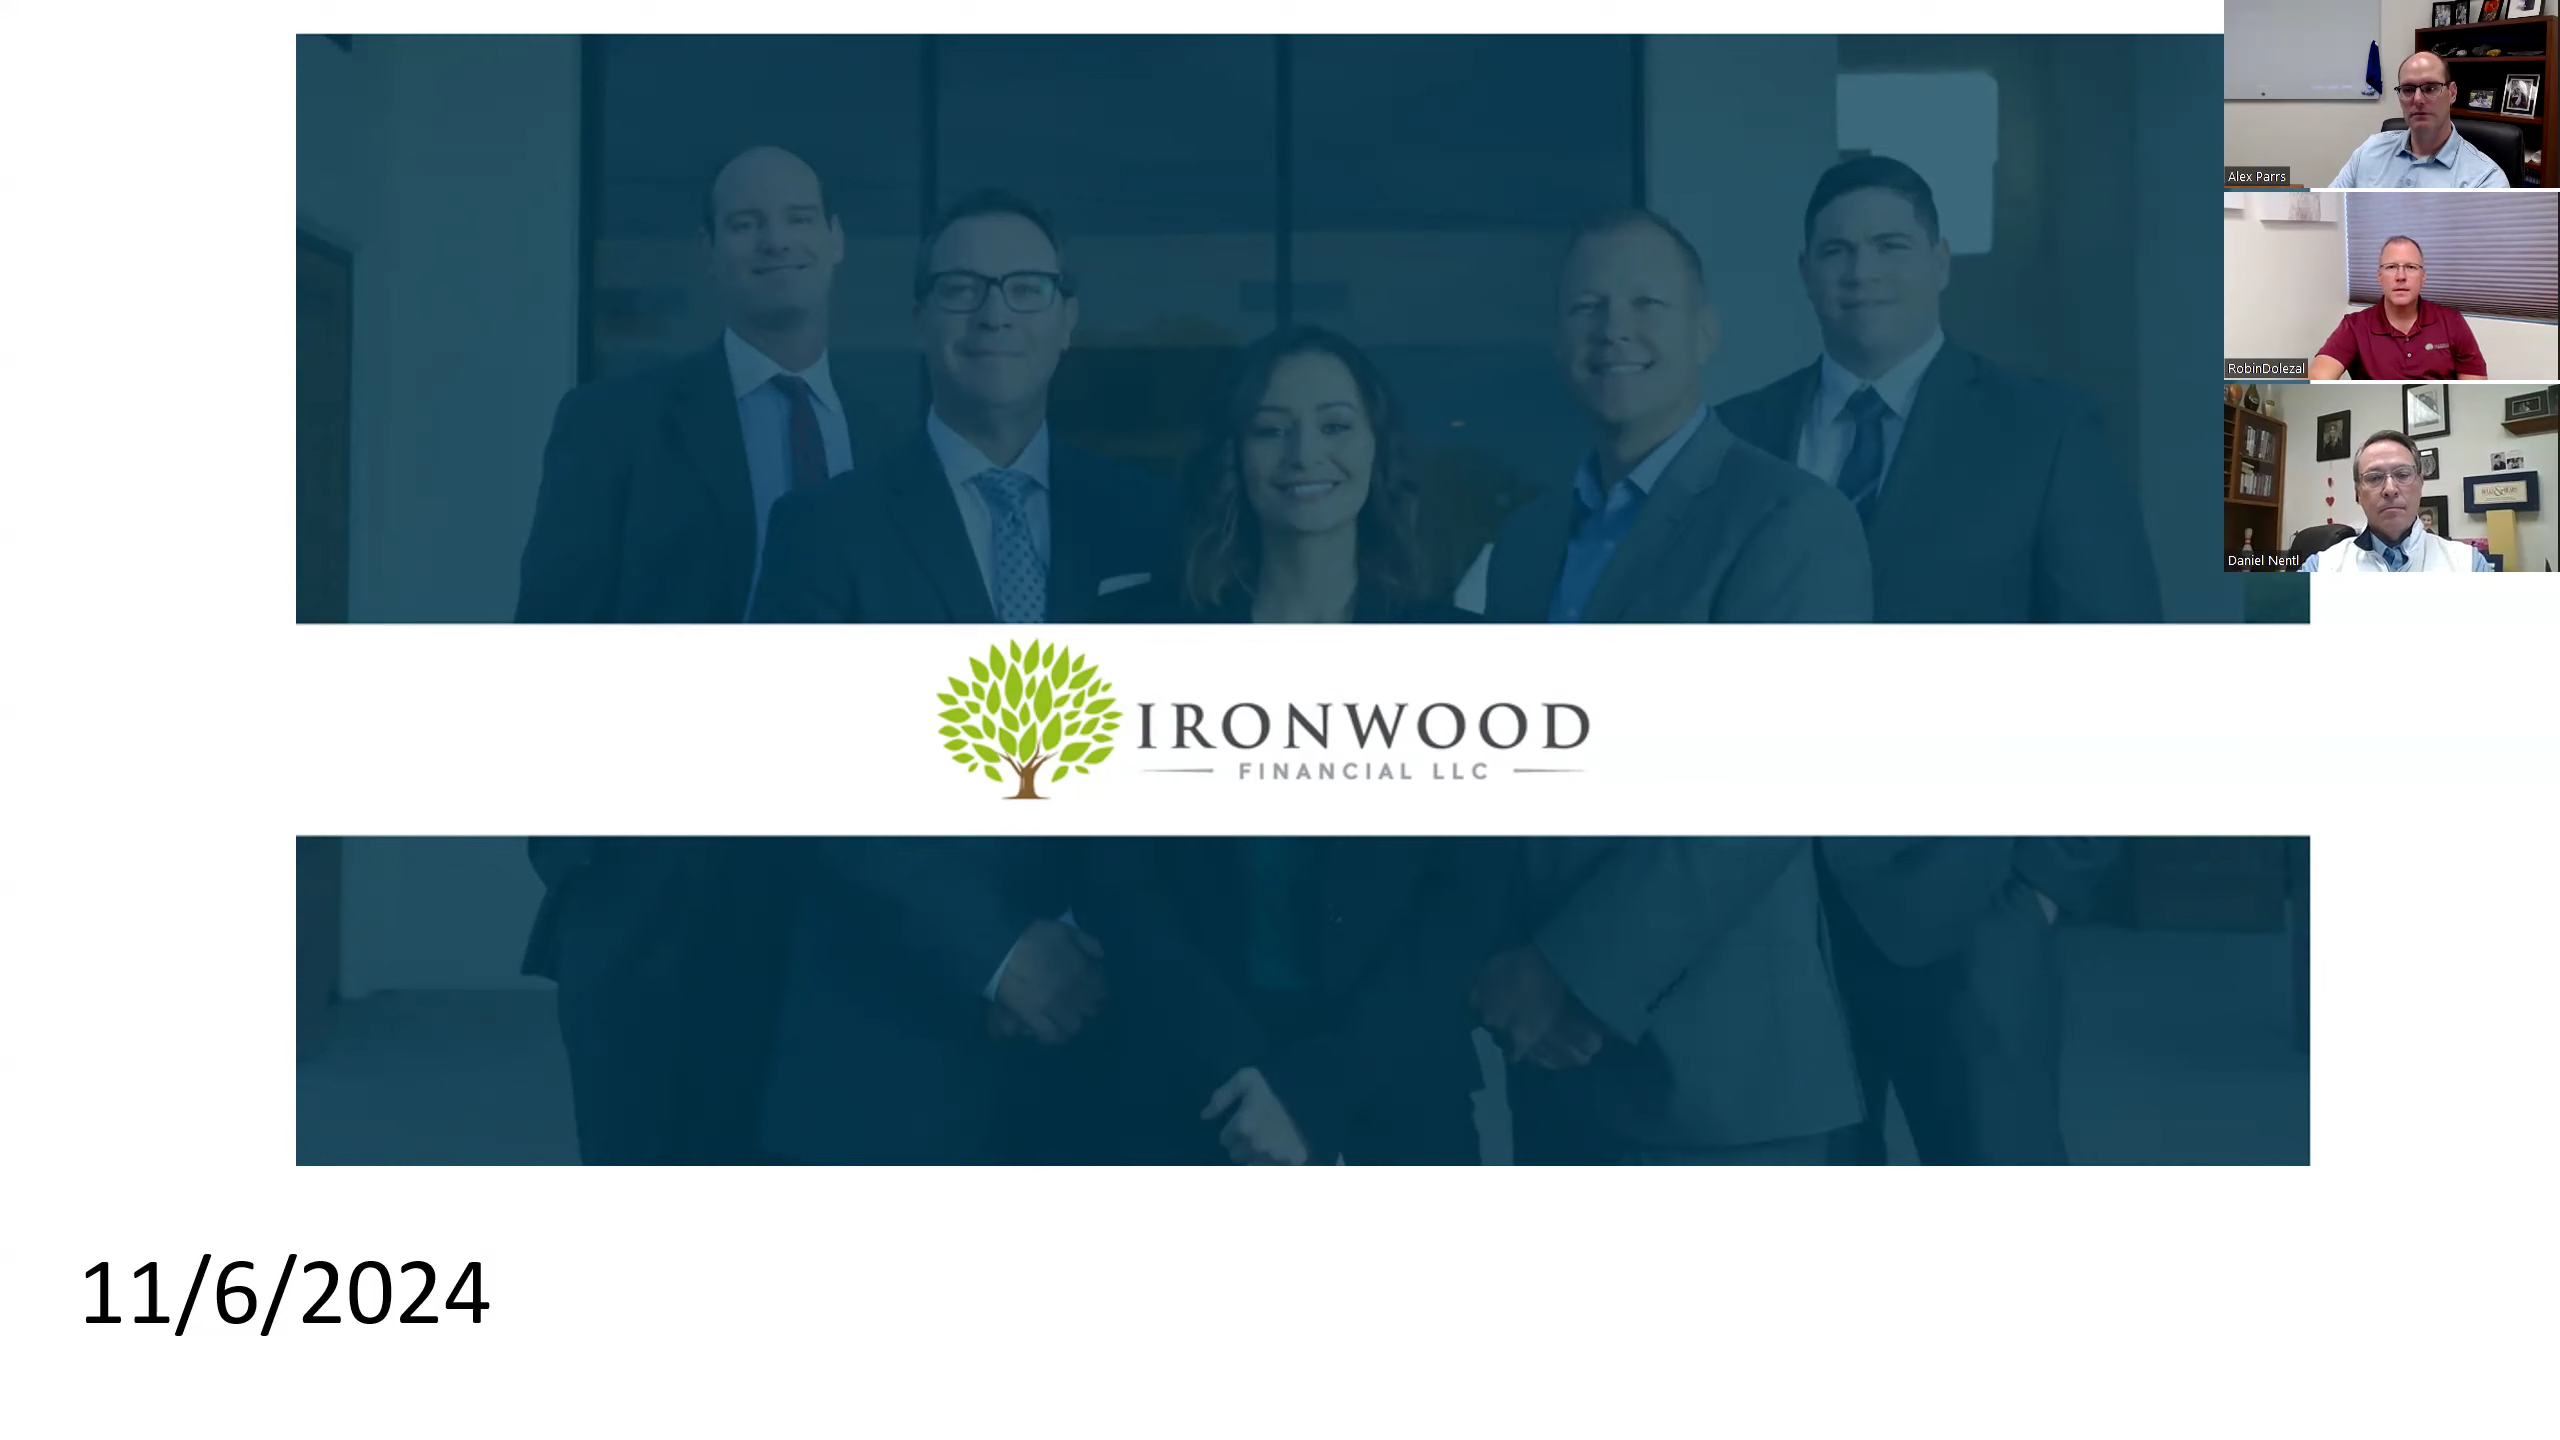 Alex Parrs
RobinDolezal
Daniel Nentl
IRONWOOD
FINANCIAL LLC
11/6/2024